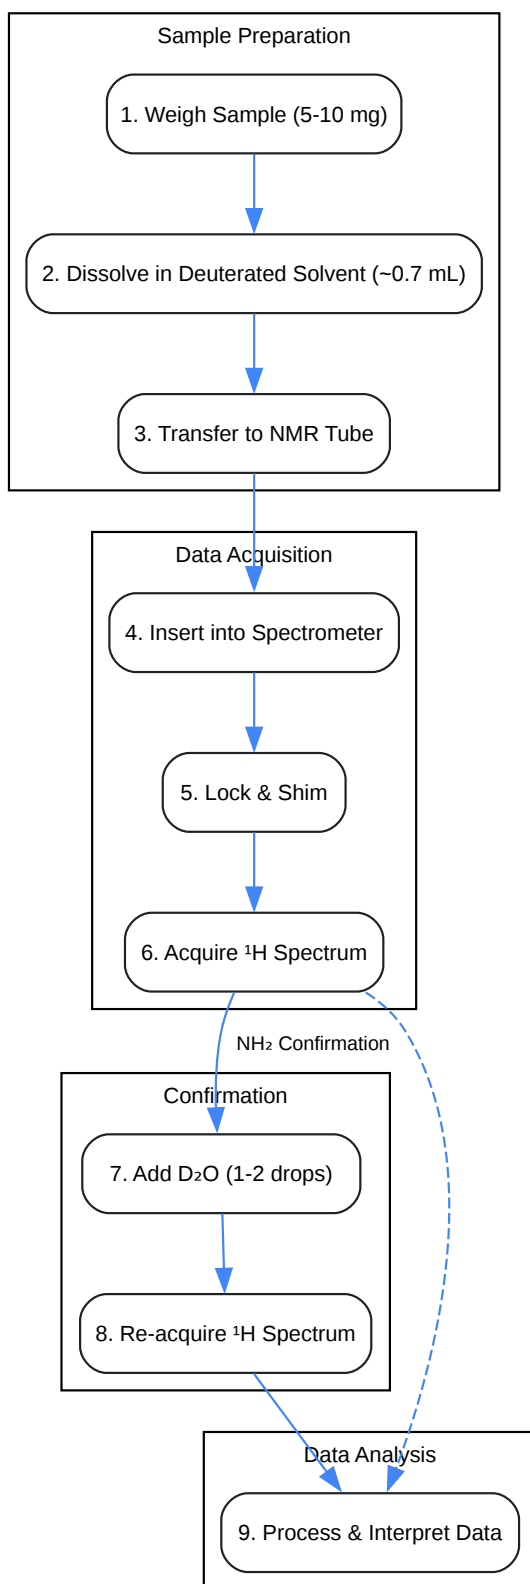 Sample Preparation
1. Weigh Sample (5-10 mg)
2. Dissolve in Deuterated Solvent (~0.7 mL)
3. Transfer to NMR Tube
Data Acquisition
4. Insert into Spectrometer
5. Lock & Shim
6. Acquire ¹H Spectrum
NH₂ Confirmation
Confirmation
7. Add D₂O (1-2 drops)
8. Re-acquire ¹H Spectrum
Data Analysis
9. Process & Interpret Data